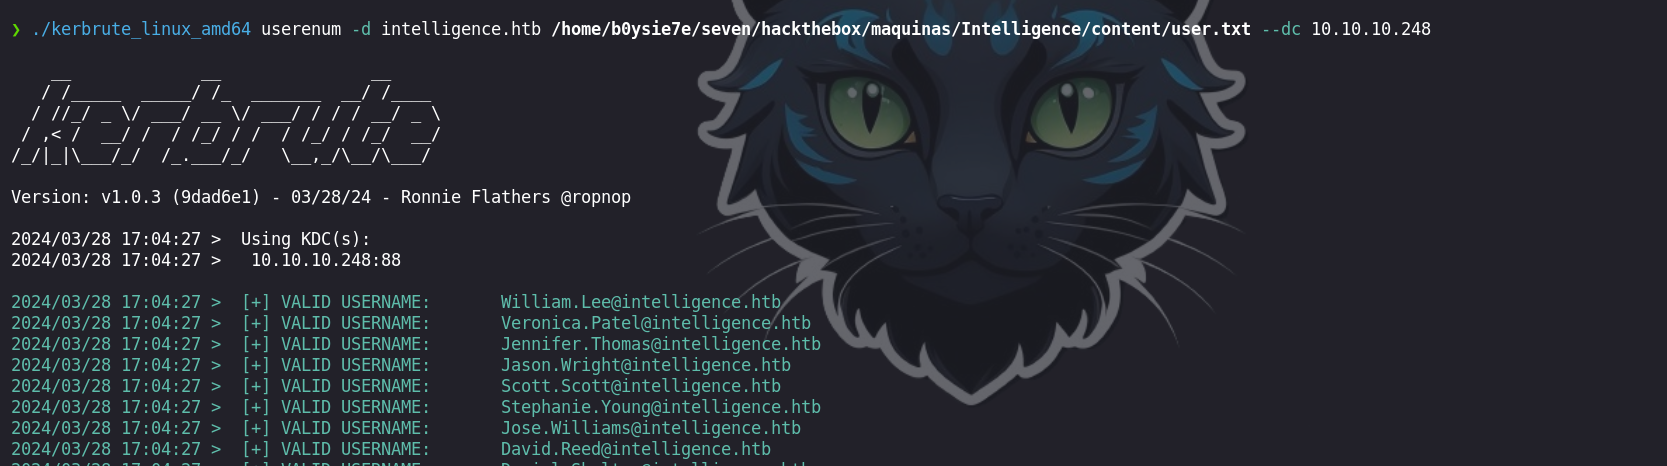 ❯ ./kerbrute_linux_amd64 userenum -d intelligence.htb /home/b0ysie7e/seven/hackthebox/maquinas/Intelligence/content/user.txt --dc 10.10.10.248
    __             __               __
   / /_____  _____/ /_  _______  __/ /____
  / //_/ _ \/ ___/ __ \/ ___/ / / / __/ _ \
 / ,< /  __/ /  / /_/ / /  / /_/ / /_/  __/
/_/|_|\___/_/  /_.___/_/   \__,_/\__/\___/
Version: v1.0.3 (9dad6e1) - 03/28/24 - Ronnie Flathers @ropnop
2024/03/28 17:04:27 >  Using KDC(s):
2024/03/28 17:04:27 >   10.10.10.248:88
2024/03/28 17:04:27 >  [+] VALID USERNAME:       William.Lee@intelligence.htb
2024/03/28 17:04:27 >  [+] VALID USERNAME:       Veronica.Patel@intelligence.htb
2024/03/28 17:04:27 >  [+] VALID USERNAME:       Jennifer.Thomas@intelligence.htb
2024/03/28 17:04:27 >  [+] VALID USERNAME:       Jason.Wright@intelligence.htb
2024/03/28 17:04:27 >  [+] VALID USERNAME:       Scott.Scott@intelligence.htb
2024/03/28 17:04:27 >  [+] VALID USERNAME:       Stephanie.Young@intelligence.htb
2024/03/28 17:04:27 >  [+] VALID USERNAME:       Jose.Williams@intelligence.htb
2024/03/28 17:04:27 >  [+] VALID USERNAME:       David.Reed@intelligence.htb